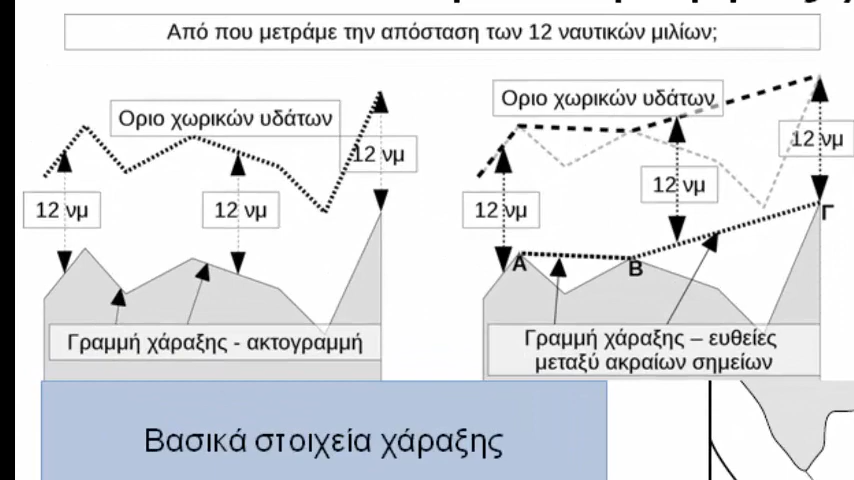 Από που μετράμε την απόσταση των 12 ναυτικών μιλίων;
Οριο χωρικών υδάτων
12 νμ
12 νμ
12 νμ
Γραμμή χάραξης - ακτογραμμή
Οριο χωρικών υδάτων
12 νμ
12 νμ
12 νμ
Α
Β
Γ
Γραμμή χάραξης – ευθείες
μεταξύ ακραίων σημείων
Βασικά στοιχεία χάραξης